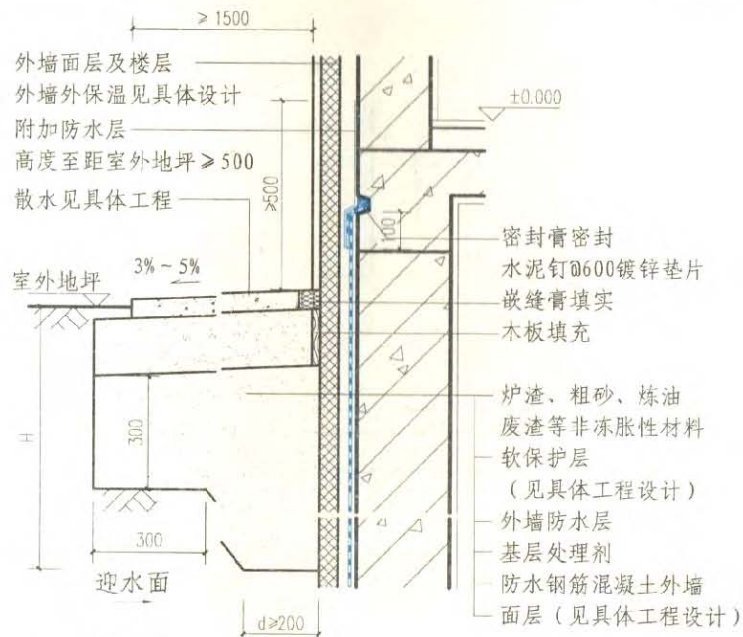 ≥1500
外墙面层及楼层
外墙外保温见具体设计
附加防水层
高度至距室外地坪≥500
散水见具体工程
±0.000
≥500
100
3%~5%
室外地坪
密封膏密封
水泥钉@600镀锌垫片
嵌缝膏填实
木板填充
H
300
300
迎水面
d≥200
炉渣、粗砂、炼油
废渣等非冻胀性材料
软保护层
（见具体工程设计）
外墙防水层
基层处理剂
防水钢筋混凝土外墙
面层（见具体工程设计）